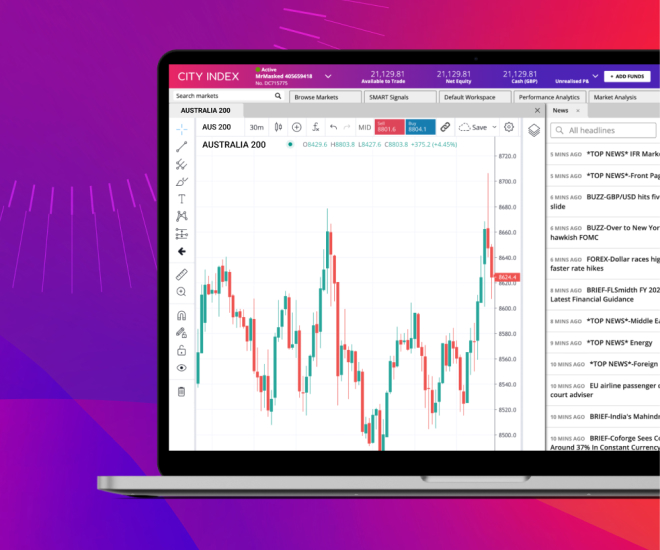 CITY INDEX
Active
MrMasked 405659418
No. DC715775
21,129.81
Available to Trade
21,129.81
Net Equity
21,129.81
Cash (GBP)
Unrealised P&
+ ADD FUNDS
Search markets
Browse Markets
SMART Signals
Default Workspace
Performance Analytics
Market Analysis
AUSTRALIA 200
News
AUS 200
30m
MID
Sell
8801.6
Buy
8804.1
Save
All headlines
AUSTRALIA 200
O8429.6 H8803.8 L8427.6 C8803.8 +375.2 (+4.45%)
8720.0
8700.0
8680.0
8660.0
8640.0
8624.4
8620.0
8600.0
8580.0
8560.0
8540.0
8520.0
8500.0
5 MINS AGO *TOP NEWS* IFR Mark
5 MINS AGO *TOP NEWS*-Front Pag
6 MINS AGO BUZZ-GBP/USD hits fiv
slide
6 MINS AGO BUZZ-Over to New Yor
hawkish FOMC
6 MINS AGO FOREX-Dollar races hig
faster rate hikes
8 MINS AGO BRIEF-FLSmidth FY 202
Latest Financial Guidance
8 MINS AGO *TOP NEWS*-Middle Ea
9 MINS AGO *TOP NEWS* Energy
10 MINS AGO *TOP NEWS*-Foreign
10 MINS AGO EU airline passenger c
court adviser
10 MINS AGO BRIEF-India's Mahindr
10 MINS AGO BRIEF-Coforge Sees Co
Around 37% In Constant Currency